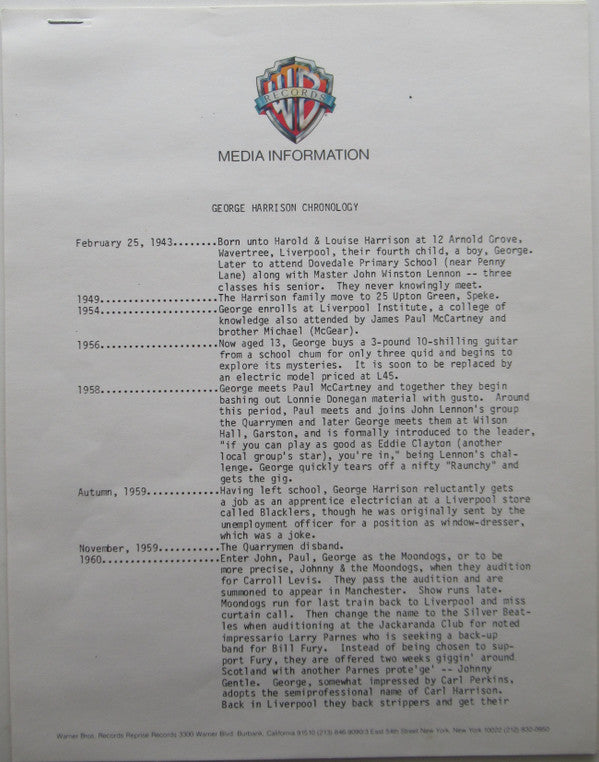 WB
RECORDS
MEDIA INFORMATION
GEORGE HARRISON CHRONOLOGY
February 25, 1943........Born unto Harold & Louise Harrison at 12 Arnold Grove,
Wavertree, Liverpool, their fourth child, a boy, George.
Later to attend Dovedale Primary School (near Penny
Lane) along with Master John Winston Lennon -- three
classes his senior. They never knowingly meet.
1949.....................The Harrison family move to 25 Upton Green, Speke.
1954.....................George enrolls at Liverpool Institute, a college of
knowledge also attended by James Paul McCartney and
brother Michael (McGear).
1956.....................Now aged 13, George buys a 3-pound 10-shilling guitar
from a school chum for only three quid and begins to
explore its mysteries. It is soon to be replaced by
an electric model priced at L45.
1958.....................George meets Paul McCartney and together they begin
bashing out Lonnie Donegan material with gusto. Around
this period, Paul meets and joins John Lennon's group
the Quarrymen and later George meets them at Wilson
Hall, Garston, and is formally introduced to the leader,
"if you can play as good as Eddie Clayton (another
local group's star), you're in," being Lennon's chal-
lenge. George quickly tears off a nifty "Raunchy" and
gets the gig.
Autumn, 1959.............Having left school, George Harrison reluctantly gets
a job as an apprentice electrician at a Liverpool store
called Blacklers, though he was originally sent by the
unemployment officer for a position as window-dresser,
which was a joke.
November, 1959...........The Quarrymen disband.
1960.....................Enter John, Paul, George as the Moondogs, or to be
more precise, Johnny & the Moondogs, when they audition
for Carroll Levis. They pass the audition and are
summoned to appear in Manchester. Show runs late.
Moondogs run for last train back to Liverpool and miss
curtain call. Then change the name to the Silver Beat-
les when auditioning at the Jackaranda Club for noted
impressario Larry Parnes who is seeking a back-up
band for Bill Fury. Instead of being chosen to sup-
port Fury, they are offered two weeks giggin' around
Scotland with another Parnes prote'ge' -- Johnny
Gentle. George, somewhat impressed by Carl Perkins,
adopts the semiprofessional name of Carl Harrison.
Back in Liverpool they back strippers and get their
Warner Bros. Records Reprise Records 3300 Warner Blvd. Burbank, California 91510 (213) 846-9090/3 East 54th Street New York, New York 10022 (212) 832-0950